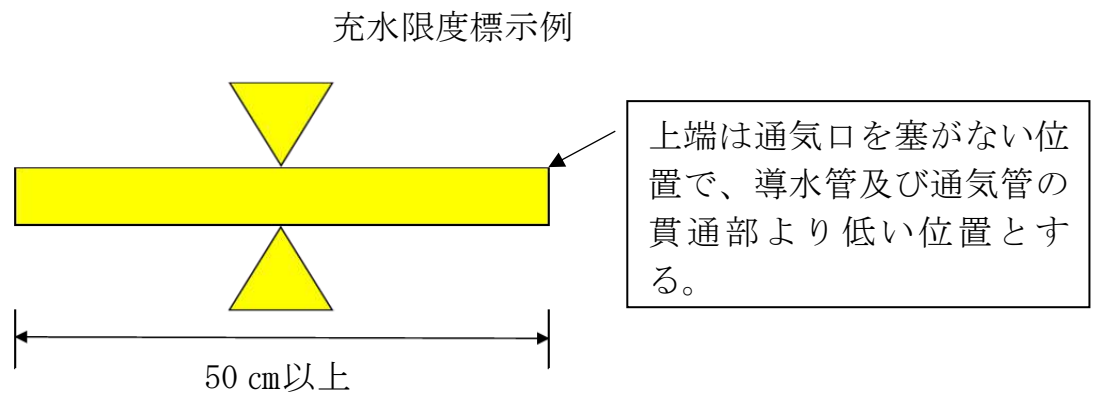 充水限度標示例
上端は通気口を塞がない位
置で、導水管及び通気管の
貫通部より低い位置とす
る。
50 ㎝以上